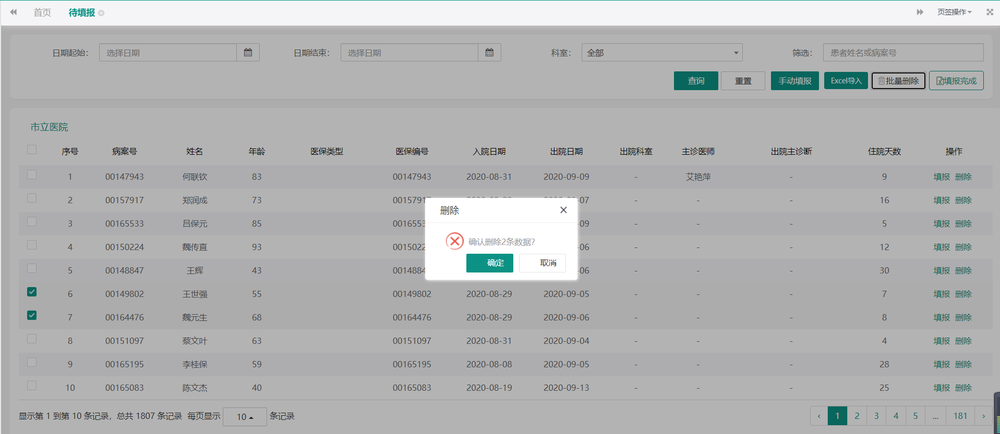 首页 待填报 页签操作
日期起始： 选择日期 日期结束： 选择日期 科室： 全部 筛选： 患者姓名或病案号
查询 重置 手动填报 Excel导入 批量删除 填报完成
市立医院
序号 病案号 姓名 年龄 医保类型 医保编号 入院日期 出院日期 出院科室 主诊医师 出院主诊断 住院天数 操作
1 00147943 何联钦 83 00147943 2020-08-31 2020-09-09 - 艾艳萍 - 9 填报 删除
2 00157917 郑润成 73 0015791 -07 - - - 16 填报 删除
3 00165533 吕保元 85 0016553 -09 - - - 5 填报 删除
4 00150224 魏传直 93 0015022 -06 - - - 12 填报 删除
5 00148847 王辉 43 0014884 -06 - - - 30 填报 删除
6 00149802 王世强 55 00149802 2020-08-29 2020-09-05 - - - 7 填报 删除
7 00164476 魏元生 68 00164476 2020-08-29 2020-09-06 - - - 8 填报 删除
8 00151097 蔡文叶 63 00151097 2020-08-31 2020-09-04 - - - 4 填报 删除
9 00165195 李桂保 59 00165195 2020-08-08 2020-09-05 - - - 28 填报 删除
10 00165083 陈文杰 40 00165083 2020-08-19 2020-09-13 - - - 25 填报 删除
删除
确认删除2条数据?
确定 取消
显示第 1 到第 10 条记录，总共 1807 条记录 每页显示 10 条记录 ‹ 1 2 3 4 5 ... 181 ›